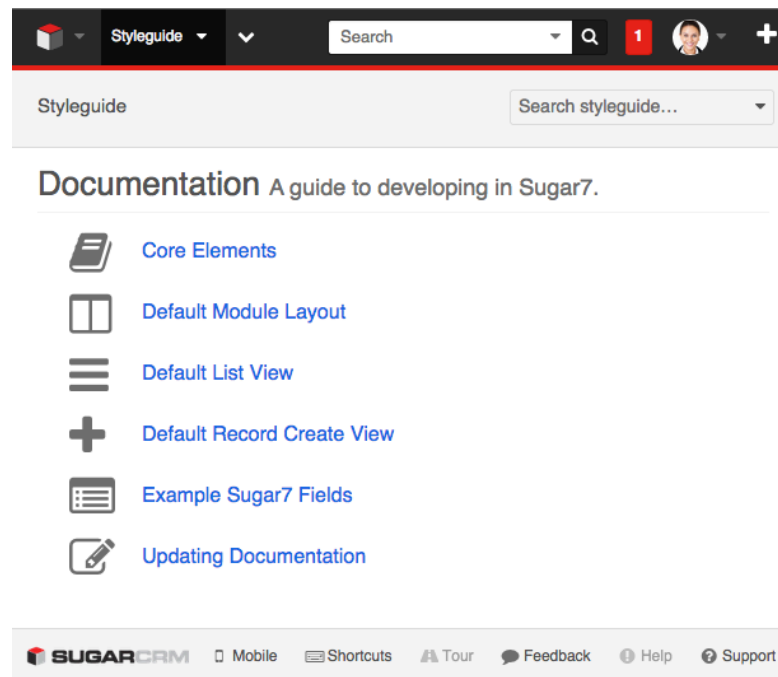 Styleguide Search 1
Styleguide Search styleguide...
Documentation A guide to developing in Sugar7.
Core Elements
Default Module Layout
Default List View
Default Record Create View
Example Sugar7 Fields
Updating Documentation
SUGARCRM Mobile Shortcuts Tour Feedback Help Support